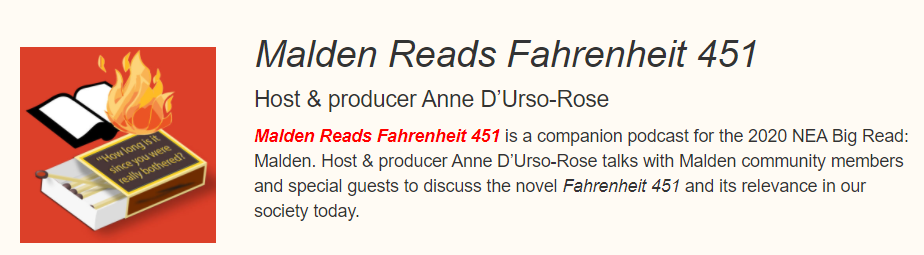 Malden Reads Fahrenheit 451
Host & producer Anne D’Urso-Rose
Malden Reads Fahrenheit 451 is a companion podcast for the 2020 NEA Big Read:
Malden. Host & producer Anne D’Urso-Rose talks with Malden community members
and special guests to discuss the novel Fahrenheit 451 and its relevance in our
society today.
"How long is it
since you were
really bothered?